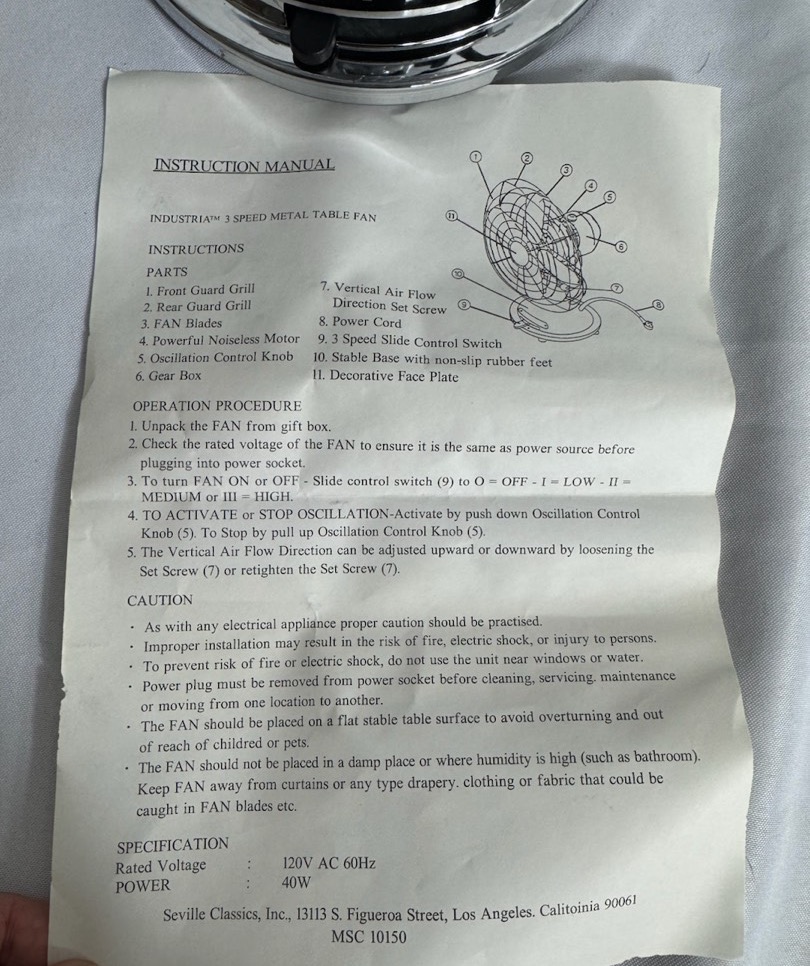 INSTRUCTION MANUAL
INDUSTRIA™ 3 SPEED METAL TABLE FAN
INSTRUCTIONS
PARTS
1. Front Guard Grill
2. Rear Guard Grill
3. FAN Blades
4. Powerful Noiseless Motor
5. Oscillation Control Knob
6. Gear Box
7. Vertical Air Flow
Direction Set Screw
8. Power Cord
9. 3 Speed Slide Control Switch
10. Stable Base with non-slip rubber feet
11. Decorative Face Plate
1
2
3
4
5
6
7
8
9
10
11
OPERATION PROCEDURE
1. Unpack the FAN from gift box.
2. Check the rated voltage of the FAN to ensure it is the same as power source before
plugging into power socket.
3. To turn FAN ON or OFF - Slide control switch (9) to O = OFF - I = LOW - II =
MEDIUM or III = HIGH.
4. TO ACTIVATE or STOP OSCILLATION-Activate by push down Oscillation Control
Knob (5). To Stop by pull up Oscillation Control Knob (5).
5. The Vertical Air Flow Direction can be adjusted upward or downward by loosening the
Set Screw (7) or retighten the Set Screw (7).
CAUTION
· As with any electrical appliance proper caution should be practised.
· Improper installation may result in the risk of fire, electric shock, or injury to persons.
· To prevent risk of fire or electric shock, do not use the unit near windows or water.
· Power plug must be removed from power socket before cleaning, servicing. maintenance
or moving from one location to another.
· The FAN should be placed on a flat stable table surface to avoid overturning and out
of reach of childred or pets.
· The FAN should not be placed in a damp place or where humidity is high (such as bathroom).
Keep FAN away from curtains or any type drapery. clothing or fabric that could be
caught in FAN blades etc.
SPECIFICATION
Rated Voltage : 120V AC 60Hz
POWER : 40W
Seville Classics, Inc., 13113 S. Figueroa Street, Los Angeles. Calitoinia 90061
MSC 10150